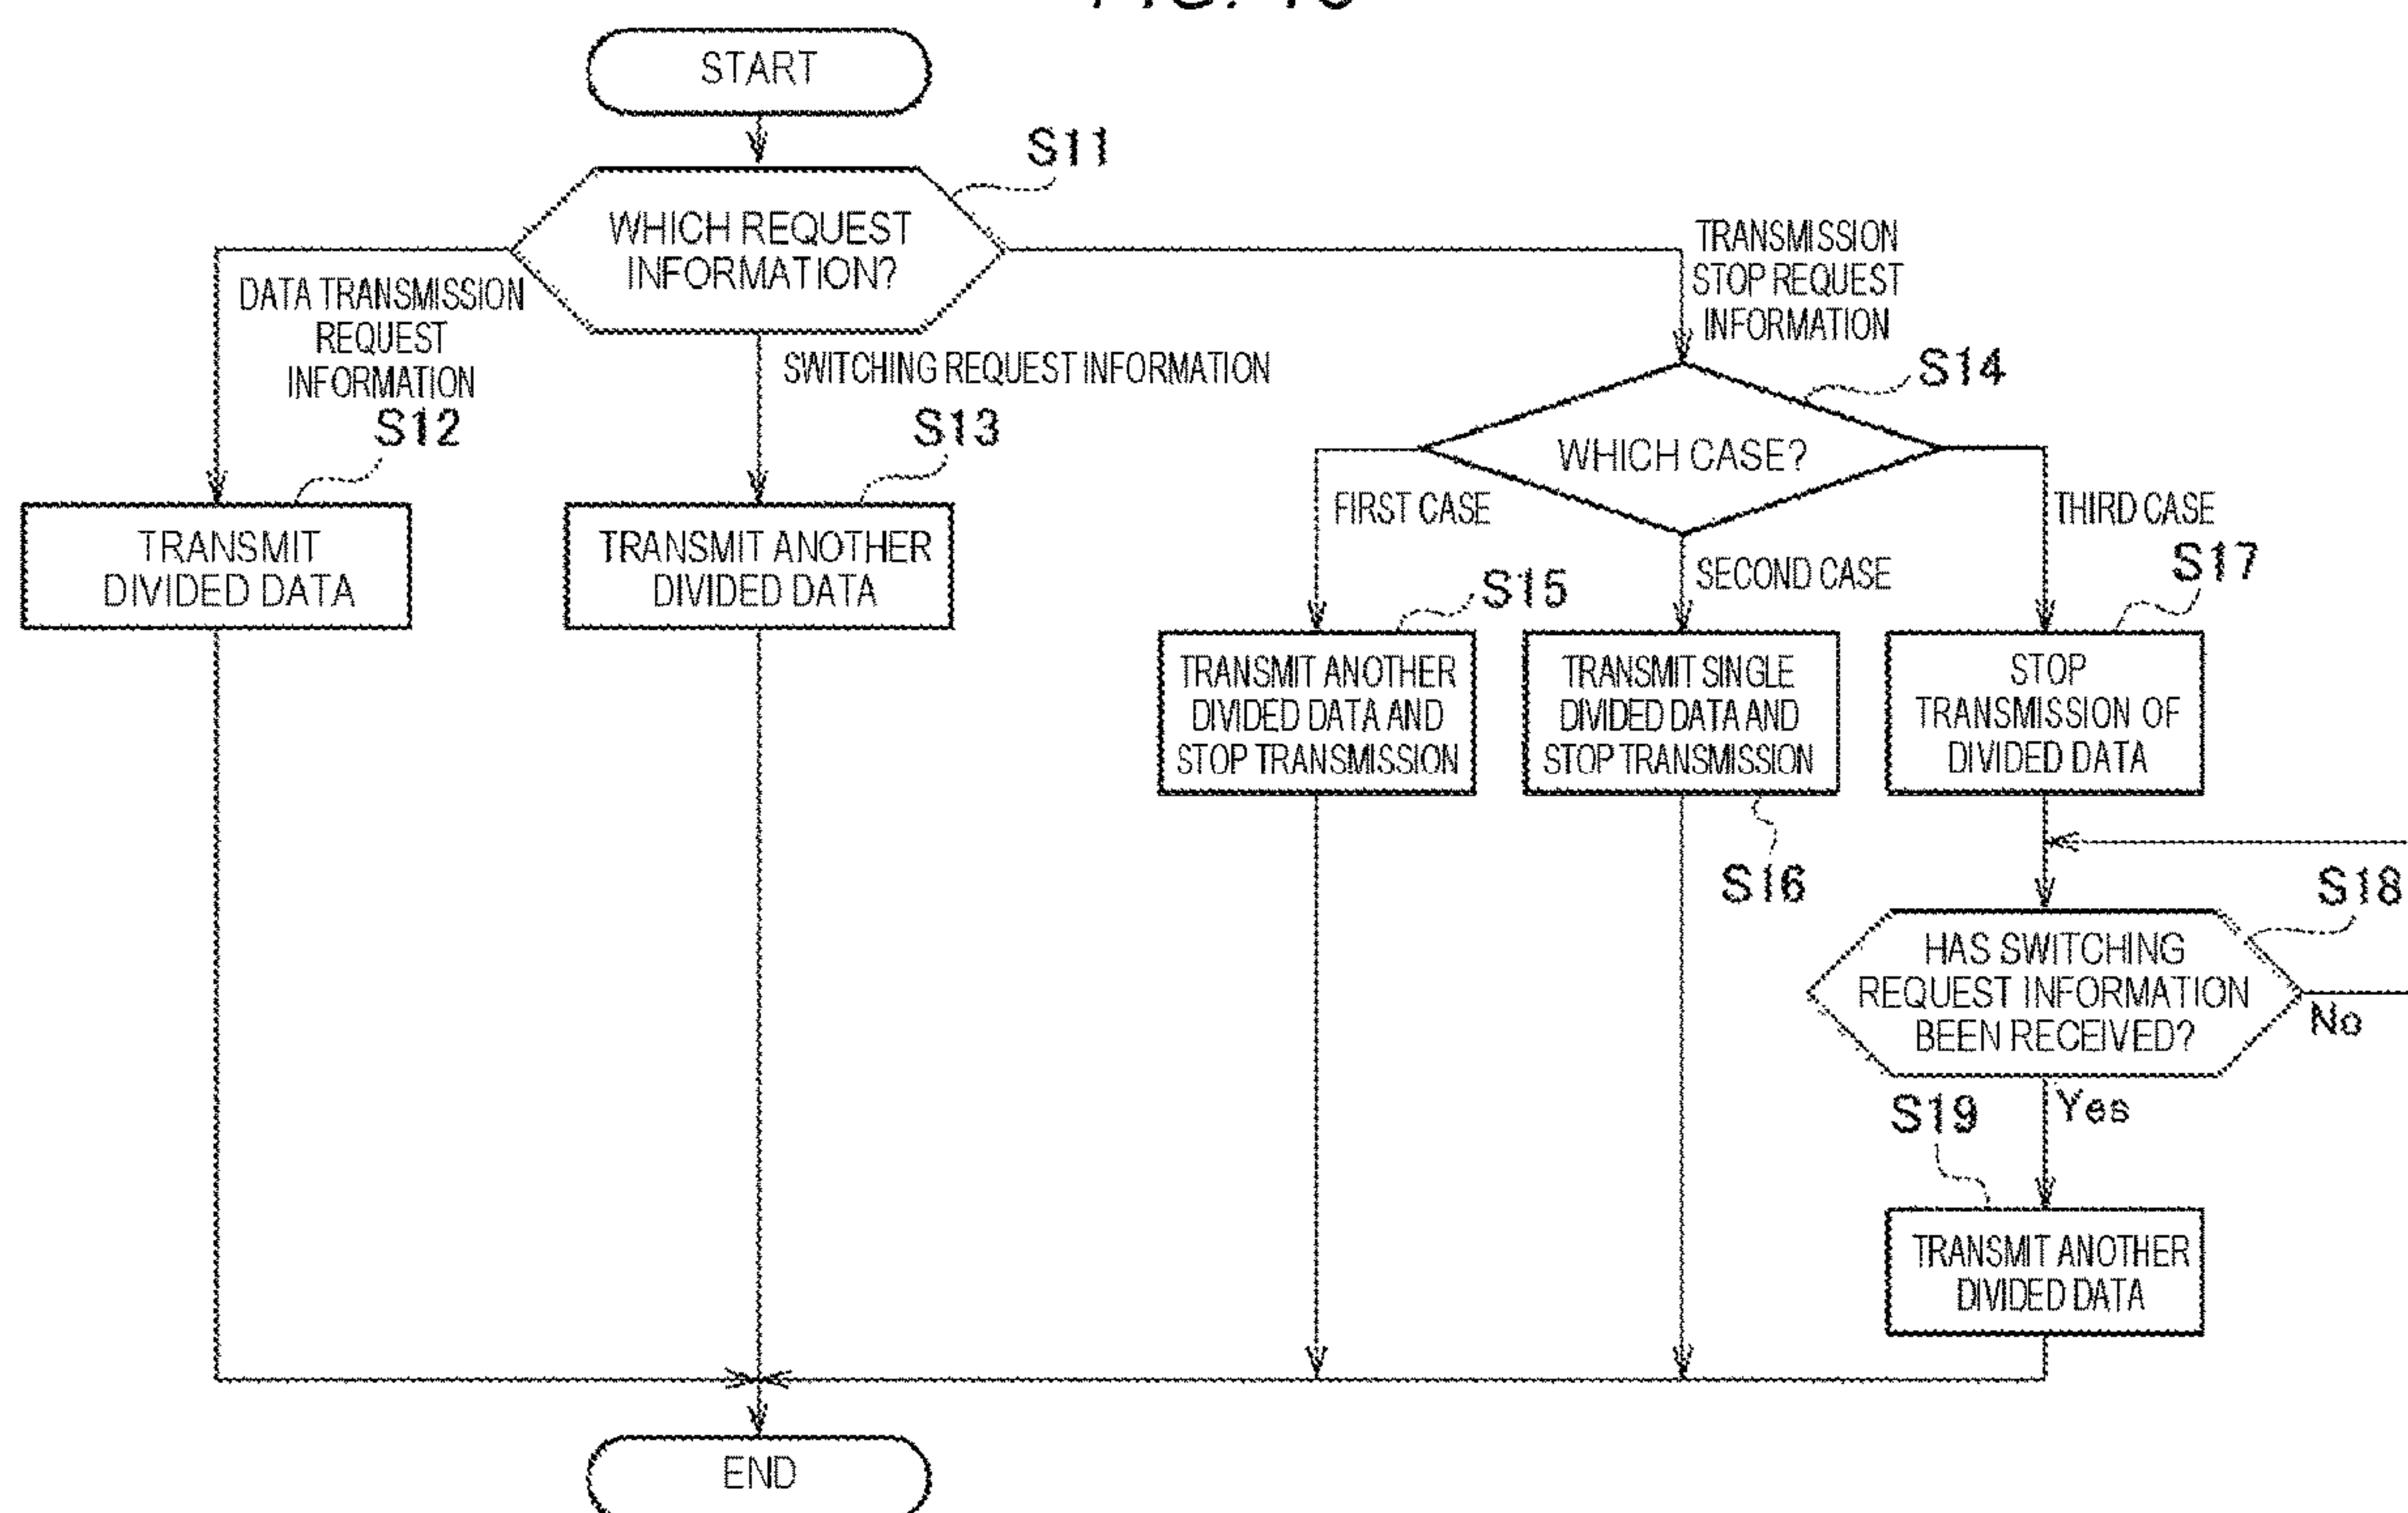 START
S11
WHICH REQUEST
INFORMATION?
DATA TRANSMISSION
REQUEST
INFORMATION
SWITCHING REQUEST INFORMATION
TRANSMISSION
STOP REQUEST
INFORMATION
S12
TRANSMIT
DIVIDED DATA
S13
TRANSMIT ANOTHER
DIVIDED DATA
S14
WHICH CASE?
FIRST CASE
SECOND CASE
THIRD CASE
S15
TRANSMIT ANOTHER
DIVIDED DATA AND
STOP TRANSMISSION
TRANSMIT SINGLE
DIVIDED DATA AND
STOP TRANSMISSION
S16
S17
STOP
TRANSMISSION OF
DIVIDED DATA
S18
HAS SWITCHING
REQUEST INFORMATION
BEEN RECEIVED?
No
Yes
S19
TRANSMIT ANOTHER
DIVIDED DATA
END